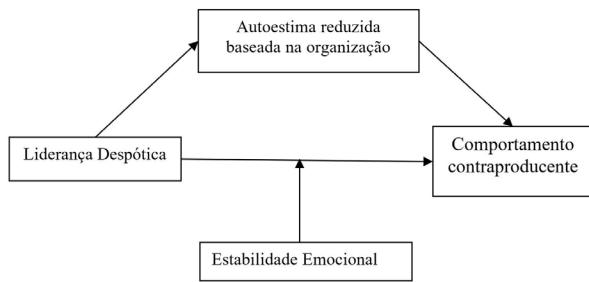 Autoestima reduzida
baseada na organização
Liderança Despótica
Comportamento
contraproducente
Estabilidade Emocional